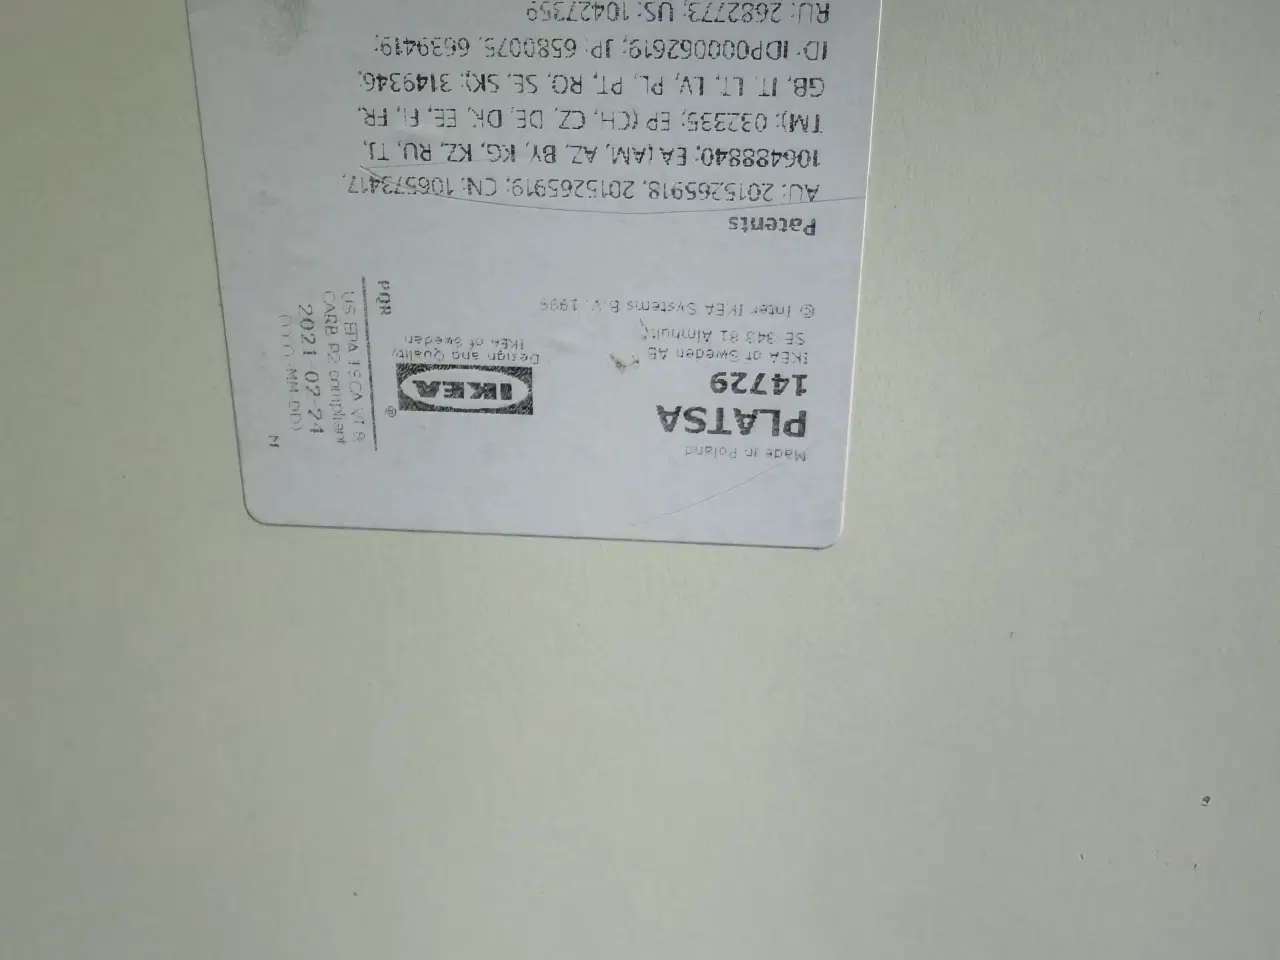 Made in Poland
PLATSA
14729
IKEA of Sweden AB
SE 343 81 Älmhult
© Inter IKEA Systems B.V. 1999
IKEA
®
Design and Quality
IKEA of Sweden
PQR
US EPA TSCA VI &
CARB P2 compliant
2021-02-24
M
Patents
AU: 2015265918, 2015265919; CN: 106573417,
106488840; EA (AM, AZ, BY, KG, KZ, RU, TJ,
TM): 032335; EP (CH, CZ, DE, DK, EE, FI, FR,
GB, IT, LT, LV, PL, PT, RO, SE, SK): 3149346;
ID: IDP000062619; JP: 6580075, 6639419;
RU: 2682773; US: 10427359